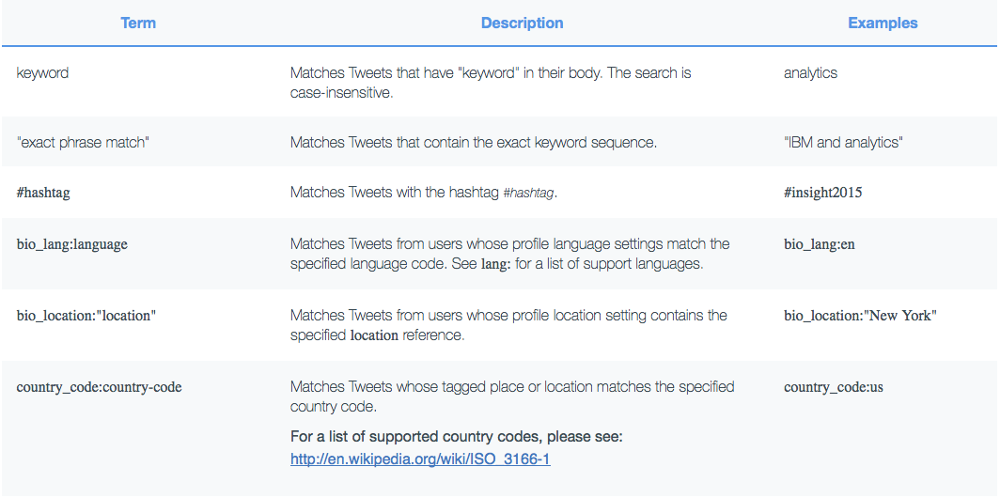 Term Description Examples
keyword Matches Tweets that have "keyword" in their body. The search is analytics
case-insensitive.
"exact phrase match" Matches Tweets that contain the exact keyword sequence. "IBM and analytics"
#hashtag Matches Tweets with the hashtag #hashtag. #insight2015
bio_lang:language Matches Tweets from users whose profile language settings match the bio_lang:en
specified language code. See lang: for a list of support languages.
bio_location:"location" Matches Tweets from users whose profile location setting contains the bio_location:"New York"
specified location reference.
country_code:country-code Matches Tweets whose tagged place or location matches the specified country_code:us
country code.
For a list of supported country codes, please see:
http://en.wikipedia.org/wiki/ISO_3166-1